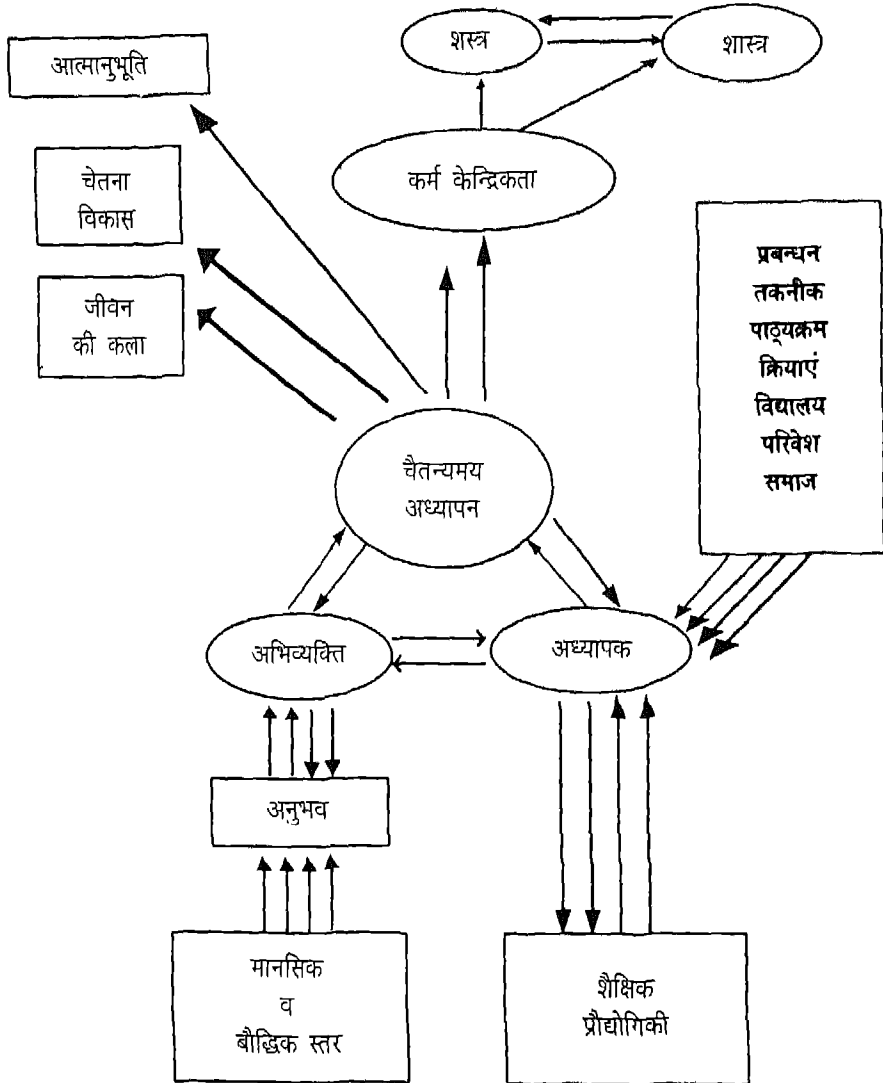 शस्त्र
शास्त्र
आत्मानुभूति
कर्म केन्द्रिकता
चेतना
विकास
जीवन
की कला
प्रबन्धन
तकनीक
पाठ्यक्रम
क्रियाएं
विद्यालय
परिवेश
समाज
चैतन्यमय
अध्यापन
अभिव्यक्ति
अध्यापक
अनुभव
मानसिक
व
बौद्धिक स्तर
शैक्षिक
प्रौद्योगिकी